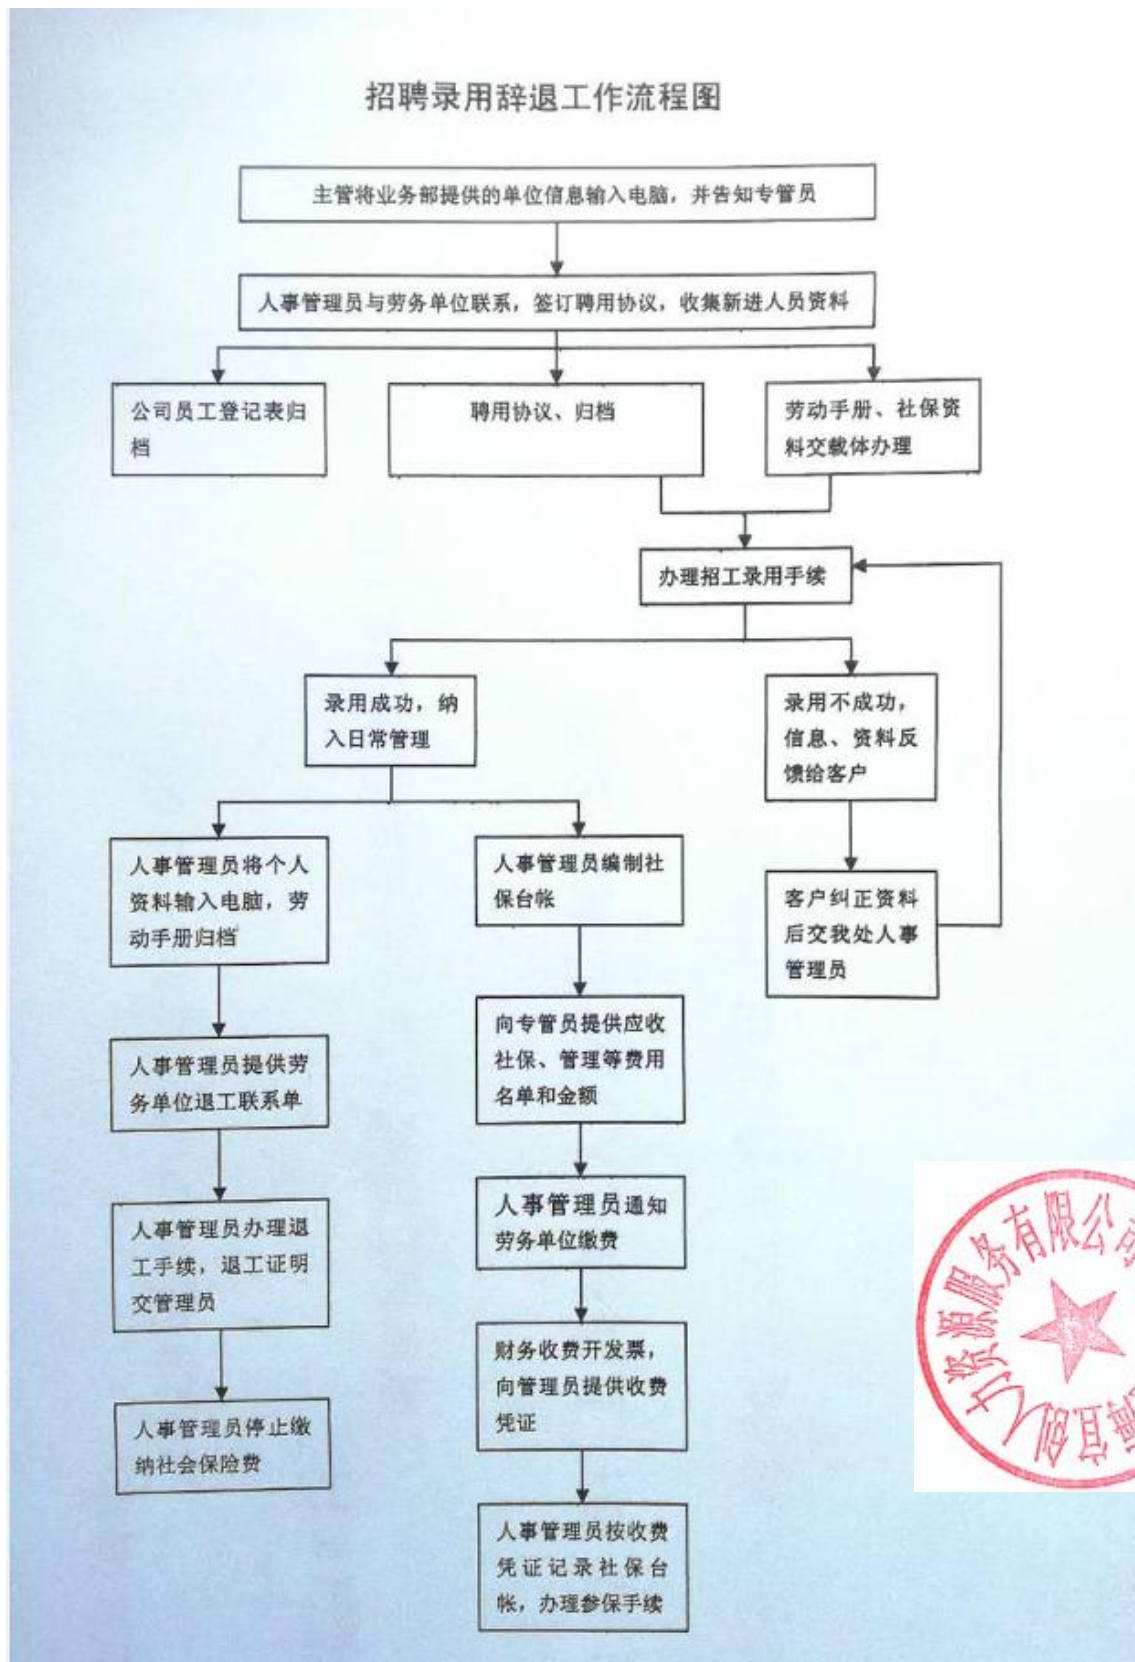 招聘录用辞退工作流程图
主管将业务部提供的单位信息输入电脑，并告知专管员
人事管理员与劳务单位联系，签订聘用协议，收集新进人员资料
公司员工登记表归
档
聘用协议、归档
劳动手册、社保资
料交载体办理
办理招工录用手续
录用成功，纳
入日常管理
录用不成功，
信息、资料反
馈给客户
人事管理员将个人
资料输入电脑，劳
动手册归档
人事管理员编制社
保台帐
客户纠正资料
后交我处人事
管理员
人事管理员提供劳
务单位退工联系单
向专管员提供应收
社保、管理等费用
名单和金额
人事管理员办理退
工手续，退工证明
交管理员
人事管理员通知
劳务单位缴费
财务收费开发票，
向管理员提供收费
凭证
人事管理员停止缴
纳社会保险费
人事管理员按收费
凭证记录社保台
帐，办理参保手续
海宜创人力资源服务有限公司